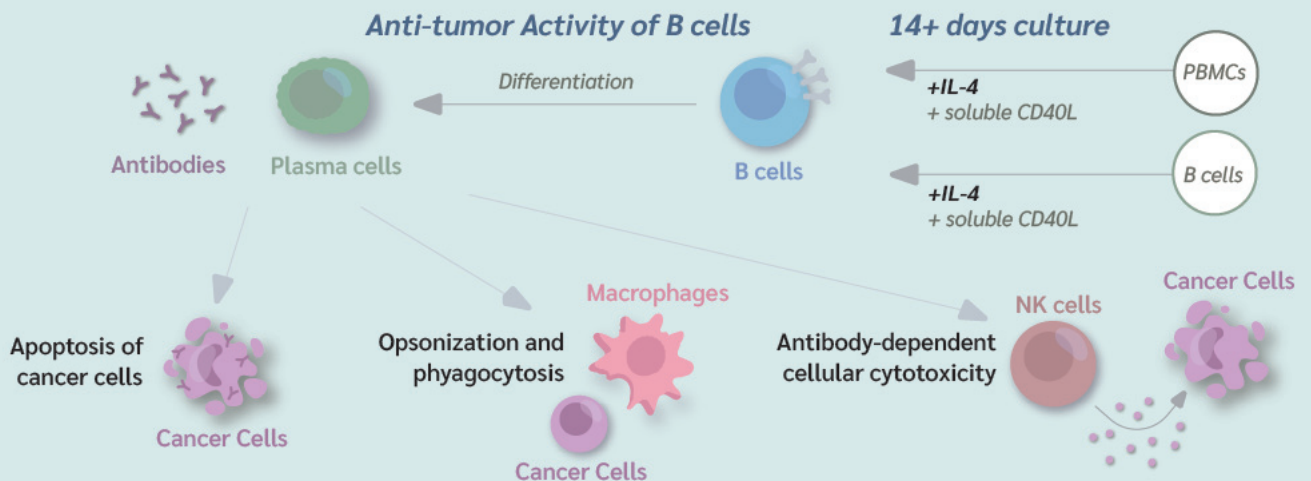 Anti-tumor Activity of B cells
14+ days culture
PBMCs
Differentiation
+IL-4
+ soluble CD40L
Antibodies
Plasma cells
B cells
B cells
+IL-4
+ soluble CD40L
Cancer Cells
Macrophages
NK cells
Apoptosis of
cancer cells
Opsonization and
phyagocytosis
Antibody-dependent
cellular cytotoxicity
Cancer Cells
Cancer Cells